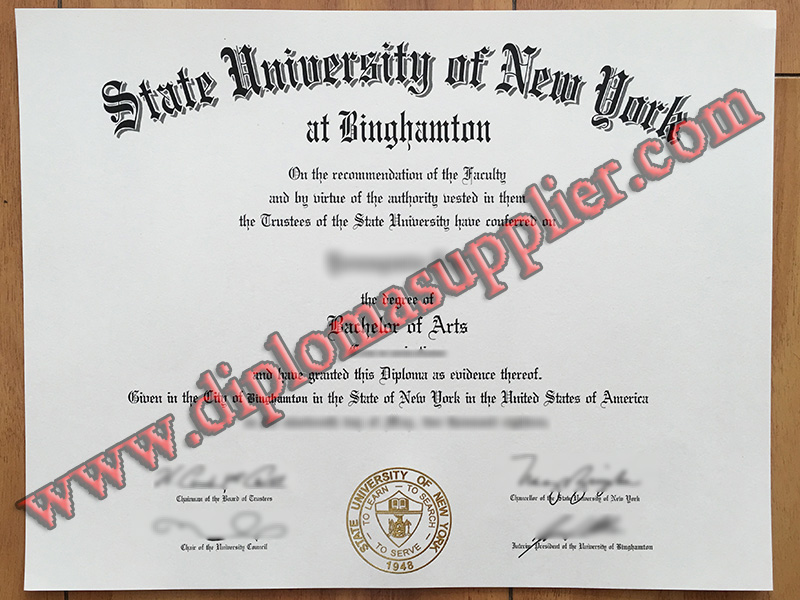 State University of New York
at Binghamton
On the recommendation of the Faculty
and by virtue of the authority vested in them
the Trustees of the State University have conferred on
the degree of
Bachelor of Arts
and have granted this Diploma as evidence thereof.
Given in the City of Binghamton in the State of New York in the United States of America
www.diplomasupplier.com
Chairman of the Board of Trustees
Chancellor of the State University of New York
Chair of the University Council
Interim President of the University of Binghamton
STATE UNIVERSITY OF NEW YORK
TO LEARN - TO SEARCH - TO SERVE
1948